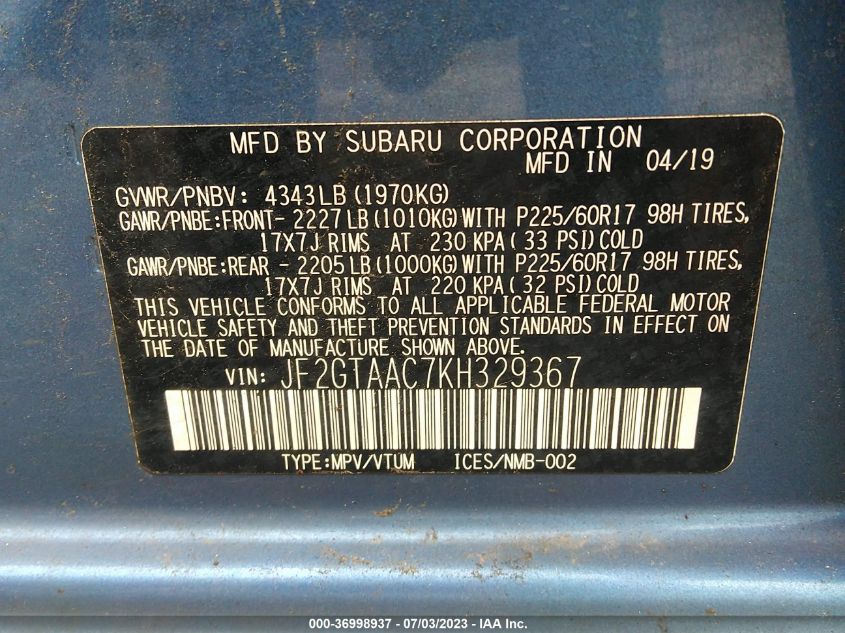 MFD BY SUBARU CORPORATION
MFD IN 04/19
GVWR/PNBV: 4343LB (1970KG)
GAWR/PNBE:FRONT- 2227LB(1010KG)WITH P225/60R17 98H TIRES,
17X7J RIMS AT 230 KPA(33 PSI)COLD
GAWR/PNBE:REAR - 2205LB(1000KG)WITH P225/60R17 98H TIRES,
17X7J RIMS AT 220 KPA(32 PSI)COLD
THIS VEHICLE CONFORMS TO ALL APPLICABLE FEDERAL MOTOR
VEHICLE SAFETY AND THEFT PREVENTION STANDARDS IN EFFECT ON
THE DATE OF MANUFACTURE SHOWN ABOVE.
VIN: JF2GTAAC7KH329367
TYPE:MPV/VTUM ICES/NMB-002
000-36998937 - 07/03/2023 - © IAA Inc.